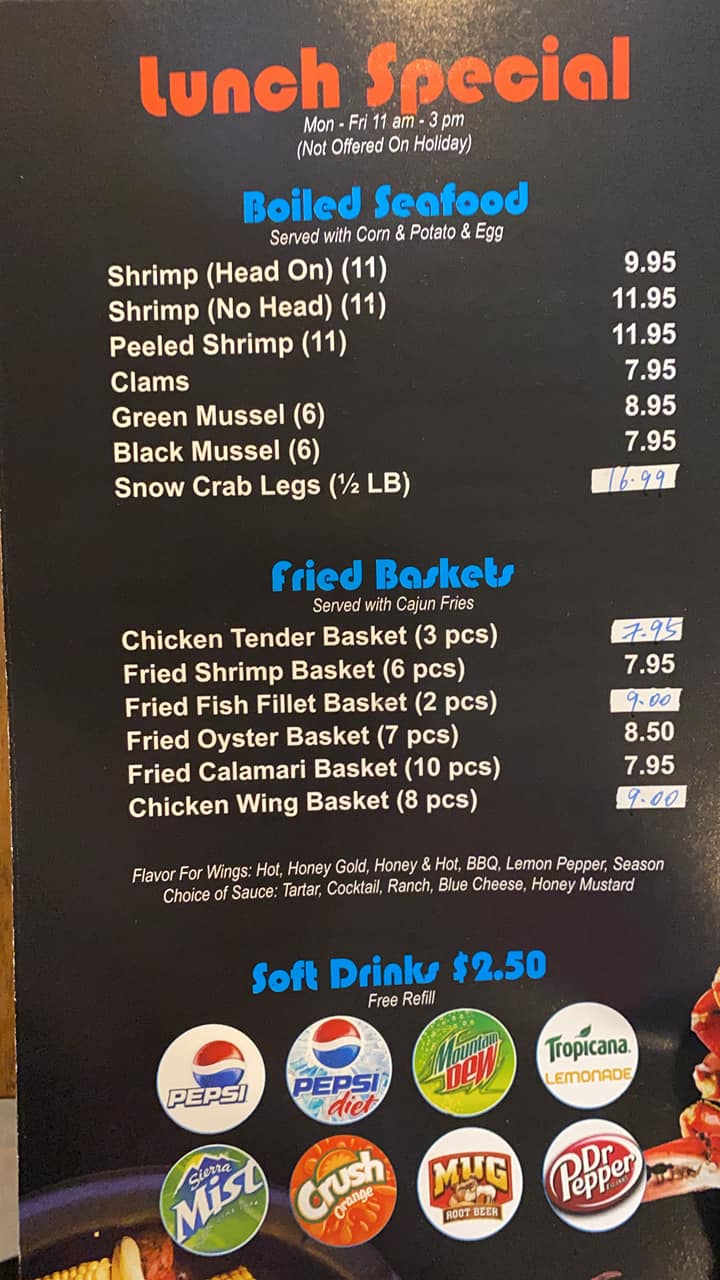 Lunch Special
Mon - Fri 11 am - 3 pm
(Not Offered On Holiday)
Boiled Seafood
Served with Corn & Potato & Egg
Shrimp (Head On) (11) 9.95
Shrimp (No Head) (11) 11.95
Peeled Shrimp (11) 11.95
Clams 7.95
Green Mussel (6) 8.95
Black Mussel (6) 7.95
Snow Crab Legs (½ LB) 16.99
Fried Baskets
Served with Cajun Fries
Chicken Tender Basket (3 pcs) 7.95
Fried Shrimp Basket (6 pcs) 7.95
Fried Fish Fillet Basket (2 pcs) 9.00
Fried Oyster Basket (7 pcs) 8.50
Fried Calamari Basket (10 pcs) 7.95
Chicken Wing Basket (8 pcs) 9.00
Flavor For Wings: Hot, Honey Gold, Honey & Hot, BBQ, Lemon Pepper, Season
Choice of Sauce: Tartar, Cocktail, Ranch, Blue Cheese, Honey Mustard
Soft Drinks $2.50
Free Refill
PEPSI
PEPSI
diet
Mountain
Dew
Tropicana.
LEMONADE
Sierra
Mist
Crush
Orange
MUG
ROOT BEER
Dr
Pepper